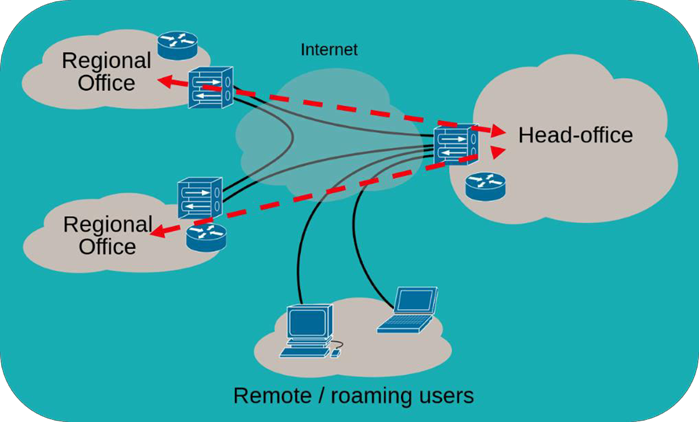 Internet
Regional
Office
Head-office
Regional
Office
Remote / roaming users